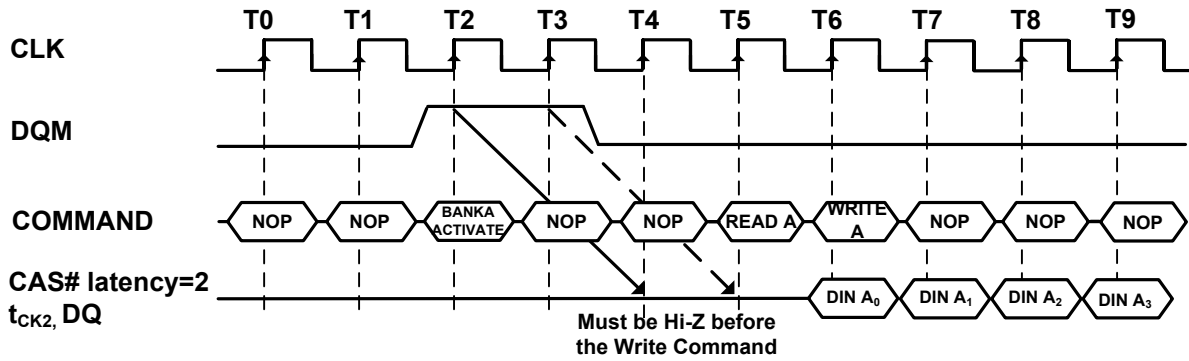 T0 T1 T2 T3 T4 T5 T6 T7 T8 T9
CLK
DQM
COMMAND
NOP NOP BANKA ACTIVATE NOP NOP READ A WRITE A NOP NOP NOP
CAS# latency=2
tCK2, DQ
DIN A0 DIN A1 DIN A2 DIN A3
Must be Hi-Z before
the Write Command